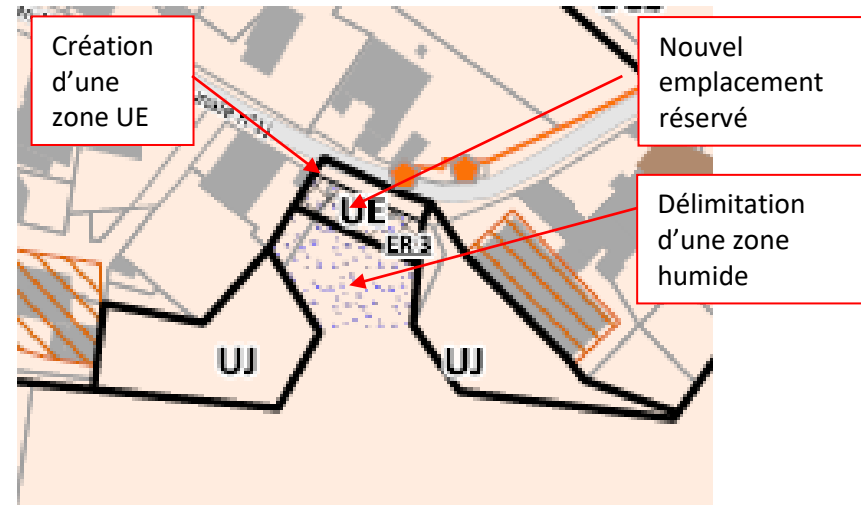 Création
d’une
zone UE
Nouvel
emplacement
réservé
Délimitation
d’une zone
humide
UE
ER 3
UJ
UJ